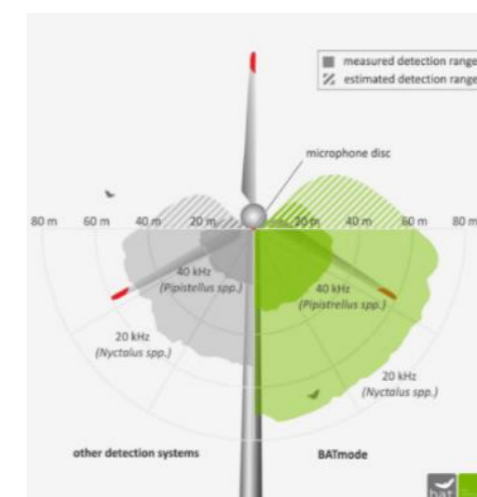 measured detection range
estimated detection range
microphone disc
80 m 60 m 40 m 20 m 20 m 40 m 60 m 80 m
40 kHz
(Pipistellus spp.)
40 kHz
(Pipistrellus spp.)
20 kHz
(Nyctalus spp.)
20 kHz
(Nyctalus spp.)
other detection systems
BATmode
bat